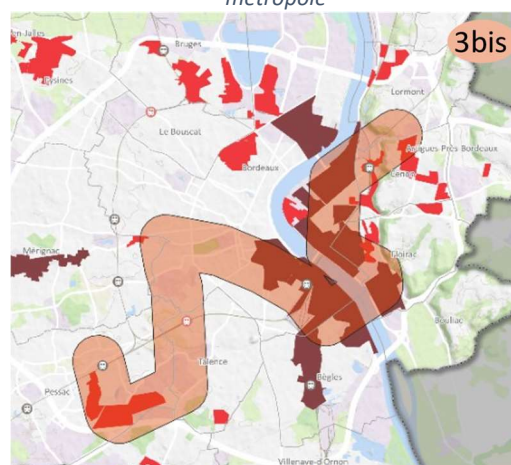 métropole
3bis
Bruges
Eysines
Lormont
Le Bouscat
Artigues Près Bordeaux
Bordeaux
Cenon
Mérignac
Floirac
Bouliac
Talence
Pessac
Bègles
Villenave-d'Ornon